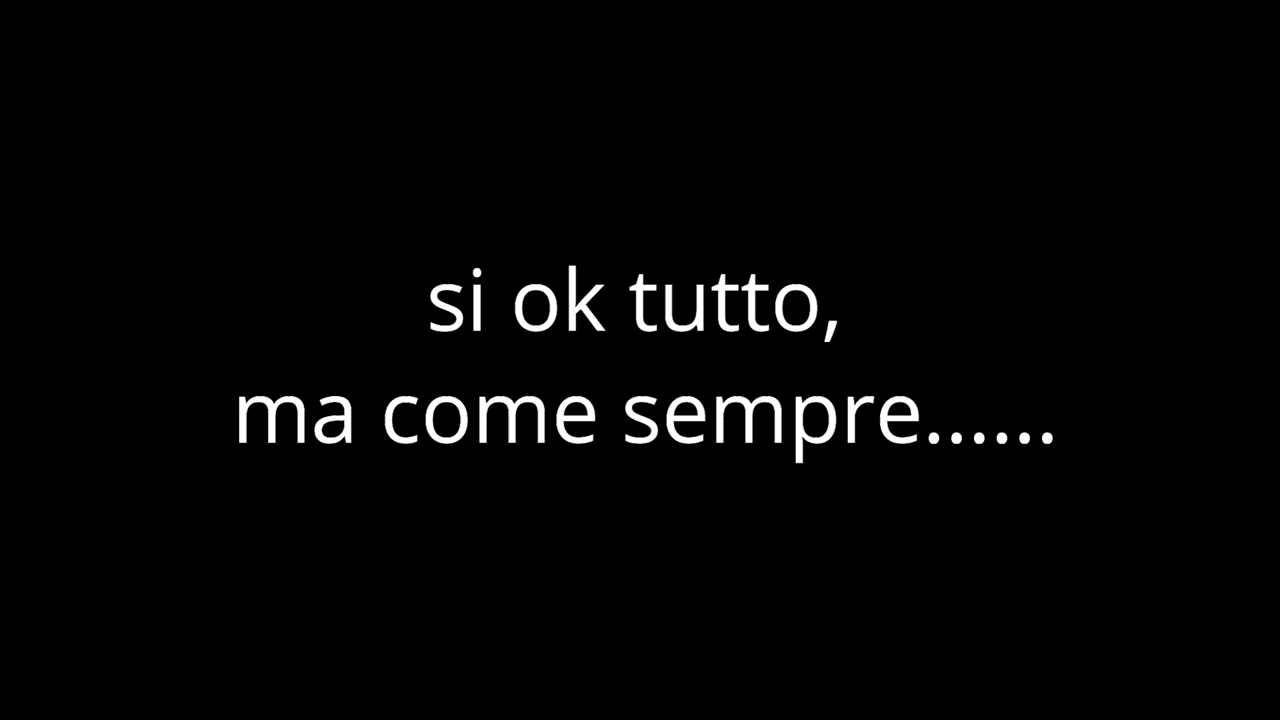 si ok tutto,
ma come sempre......